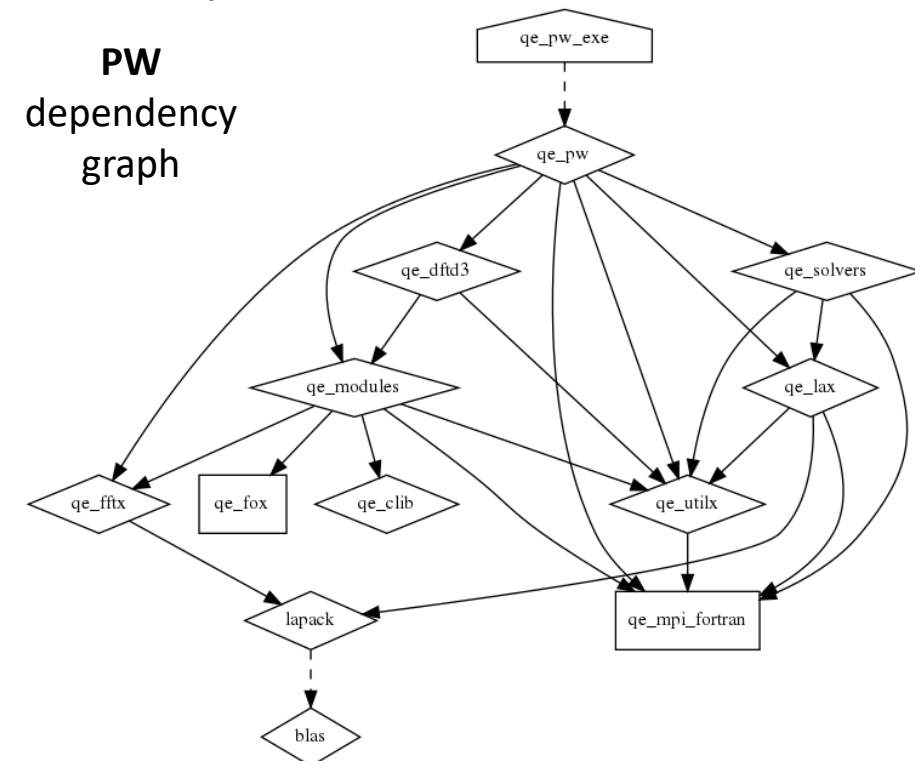 PW
dependency
graph
qe_pw_exe
qe_pw
qe_dftd3
qe_solvers
qe_modules
qe_lax
qe_fftx
qe_fox
qe_clib
qe_utilx
lapack
qe_mpi_fortran
blas